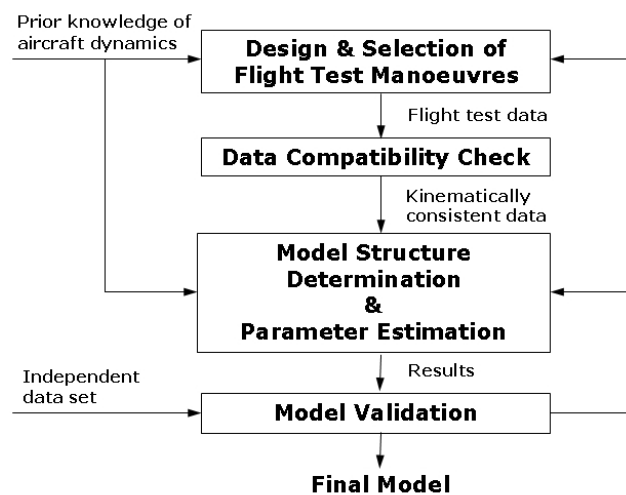 Prior knowledge of
aircraft dynamics
Design & Selection of
Flight Test Manoeuvres
Flight test data
Data Compatibility Check
Kinematically
consistent data
Model Structure
Determination
&
Parameter Estimation
Results
Independent
data set
Model Validation
Final Model